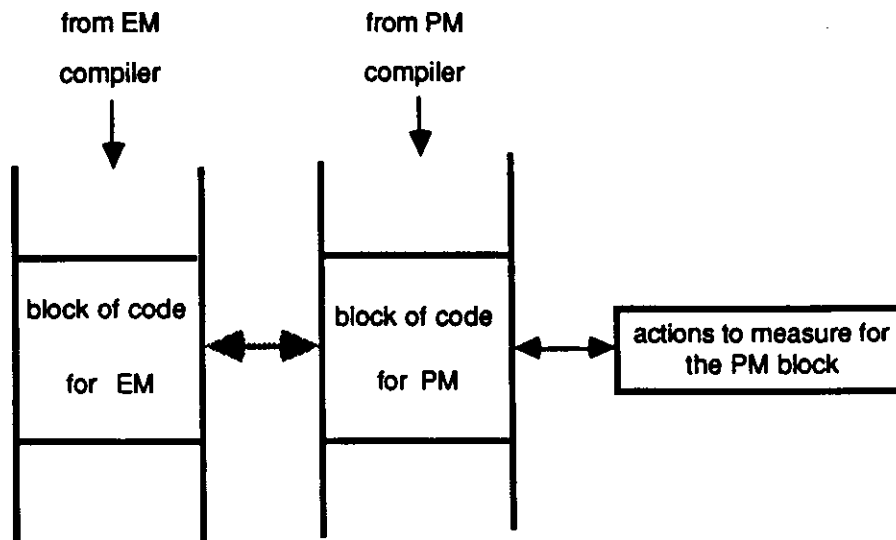 from EM
compiler
from PM
compiler
block of code
for EM
block of code
for PM
actions to measure for
the PM block